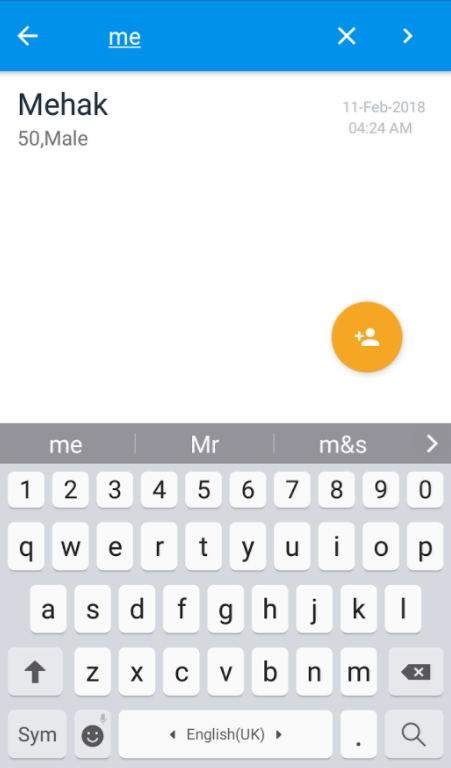 me
Mehak
11-Feb-2018
04:24 AM
50,Male
me Mr m&s
1 2 3 4 5 6 7 8 9 0
q w e r t y u i o p
a s d f g h j k l
z x c v b n m
Sym English(UK) .